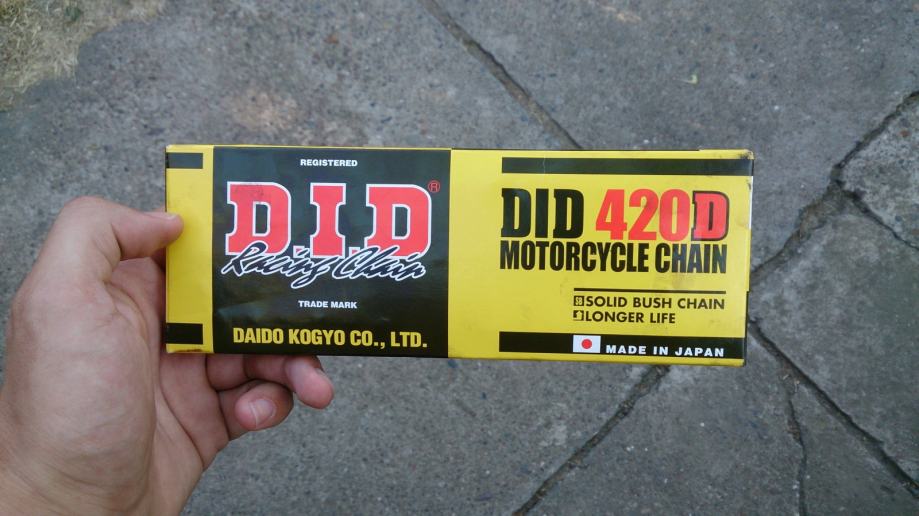 REGISTERED
D.I.D®
Racing Chain
TRADE MARK
DAIDO KOGYO CO., LTD.
DID 420D
MOTORCYCLE CHAIN
SOLID BUSH CHAIN
LONGER LIFE
MADE IN JAPAN